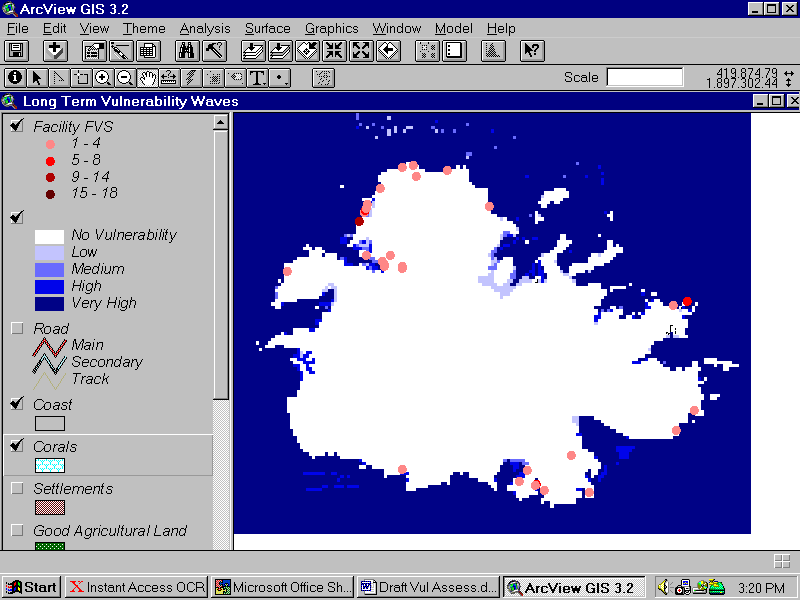 ArcView GIS 3.2
File Edit View Theme Analysis Surface Graphics Window Model Help
Scale
419,874.79
1,897,302.44
Long Term Vulnerability Waves
Facility FVS
1 - 4
5 - 8
9 - 14
15 - 18
No Vulnerability
Low
Medium
High
Very High
Road
Main
Secondary
Track
Coast
Corals
Settlements
Good Agricultural Land
Start
Instant Access OCR
Microsoft Office Sh...
Draft Vul Assess.d...
ArcView GIS 3.2
3:20 PM